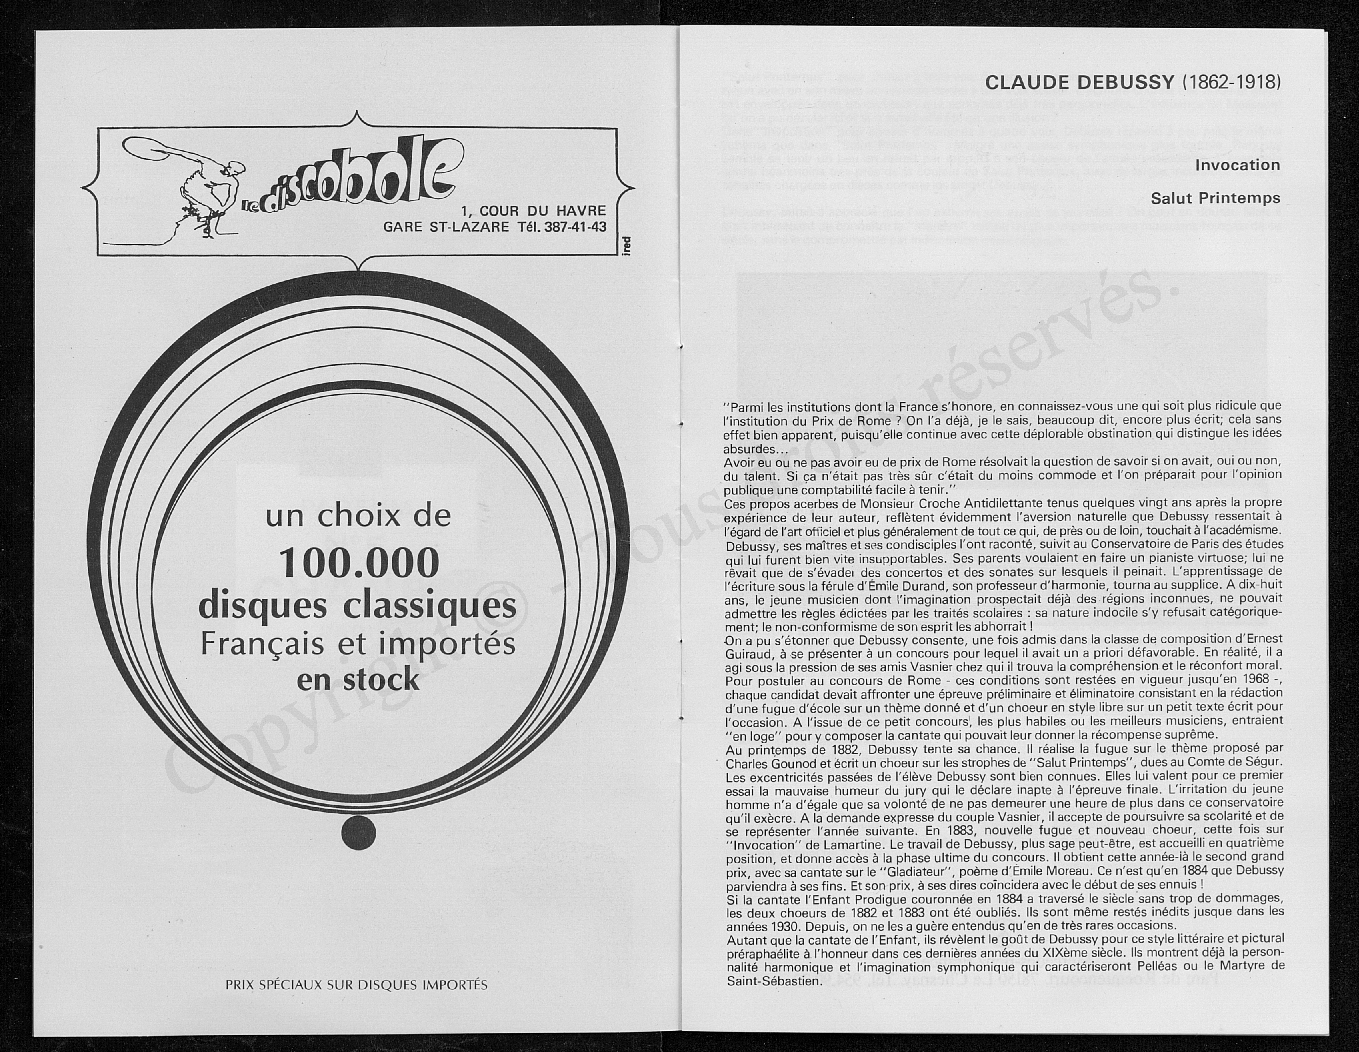 Le discobole
1, COUR DU HAVRE
GARE ST-LAZARE Tél. 387-41-43
jred
un choix de
100.000
disques classiques
Français et importés
en stock
PRIX SPÉCIAUX SUR DISQUES IMPORTÉS
CLAUDE DEBUSSY (1862-1918)
Invocation
Salut Printemps
"Parmi les institutions dont la France s'honore, en connaissez-vous une qui soit plus ridicule que
l'institution du Prix de Rome ? On l'a déjà, je le sais, beaucoup dit, encore plus écrit; cela sans
effet bien apparent, puisqu'elle continue avec cette déplorable obstination qui distingue les idées
absurdes...
Avoir eu ou ne pas avoir eu de prix de Rome résolvait la question de savoir si on avait, oui ou non,
du talent. Si ça n'était pas très sûr c'était du moins commode et l'on préparait pour l'opinion
publique une comptabilité facile à tenir."
Ces propos acerbes de Monsieur Croche Antidilettante tenus quelques vingt ans après la propre
expérience de leur auteur, reflètent évidemment l'aversion naturelle que Debussy ressentait à
l'égard de l'art officiel et plus généralement de tout ce qui, de près ou de loin, touchait à l'académisme.
Debussy, ses maîtres et ses condisciples l'ont raconté, suivit au Conservatoire de Paris des études
qui lui furent bien vite insupportables. Ses parents voulaient en faire un pianiste virtuose; lui ne
rêvait que de s'évader des concertos et des sonates sur lesquels il peinait. L'apprentissage de
l'écriture sous la férule d'Émile Durand, son professeur d'harmonie, tourna au supplice. A dix-huit
ans, le jeune musicien dont l'imagination prospectait déjà des régions inconnues, ne pouvait
admettre les règles édictées par les traités scolaires : sa nature indocile s'y refusait catégorique-
ment; le non-conformisme de son esprit les abhorrait !
On a pu s'étonner que Debussy consente, une fois admis dans la classe de composition d'Ernest
Guiraud, à se présenter à un concours pour lequel il avait un a priori défavorable. En réalité, il a
agi sous la pression de ses amis Vasnier chez qui il trouva la compréhension et le réconfort moral.
Pour postuler au concours de Rome - ces conditions sont restées en vigueur jusqu'en 1968 -,
chaque candidat devait affronter une épreuve préliminaire et éliminatoire consistant en la rédaction
d'une fugue d'école sur un thème donné et d'un choeur en style libre sur un petit texte écrit pour
l'occasion. A l'issue de ce petit concours, les plus habiles ou les meilleurs musiciens, entraient
"en loge" pour y composer la cantate qui pouvait leur donner la récompense suprême.
Au printemps de 1882, Debussy tente sa chance. Il réalise la fugue sur le thème proposé par
Charles Gounod et écrit un choeur sur les strophes de "Salut Printemps", dues au Comte de Ségur.
Les excentricités passées de l'élève Debussy sont bien connues. Elles lui valent pour ce premier
essai la mauvaise humeur du jury qui le déclare inapte à l'épreuve finale. L'irritation du jeune
homme n'a d'égale que sa volonté de ne pas demeurer une heure de plus dans ce conservatoire
qu'il exècre. A la demande expresse du couple Vasnier, il accepte de poursuivre sa scolarité et de
se représenter l'année suivante. En 1883, nouvelle fugue et nouveau choeur, cette fois sur
"Invocation" de Lamartine. Le travail de Debussy, plus sage peut-être, est accueilli en quatrième
position, et donne accès à la phase ultime du concours. Il obtient cette année-là le second grand
prix, avec sa cantate sur le "Gladiateur", poème d'Émile Moreau. Ce n'est qu'en 1884 que Debussy
parviendra à ses fins. Et son prix, à ses dires coïncidera avec le début de ses ennuis !
Si la cantate l'Enfant Prodigue couronnée en 1884 a traversé le siècle sans trop de dommages,
les deux choeurs de 1882 et 1883 ont été oubliés. Ils sont même restés inédits jusque dans les
années 1930. Depuis, on ne les a guère entendus qu'en de très rares occasions.
Autant que la cantate de l'Enfant, ils révèlent le goût de Debussy pour ce style littéraire et pictural
préraphaélite à l'honneur dans ces dernières années du XIXème siècle. Ils montrent déjà la person-
nalité harmonique et l'imagination symphonique qui caractériseront Pelléas ou le Martyre de
Saint-Sébastien.
Copyright © Tous droits réservés.